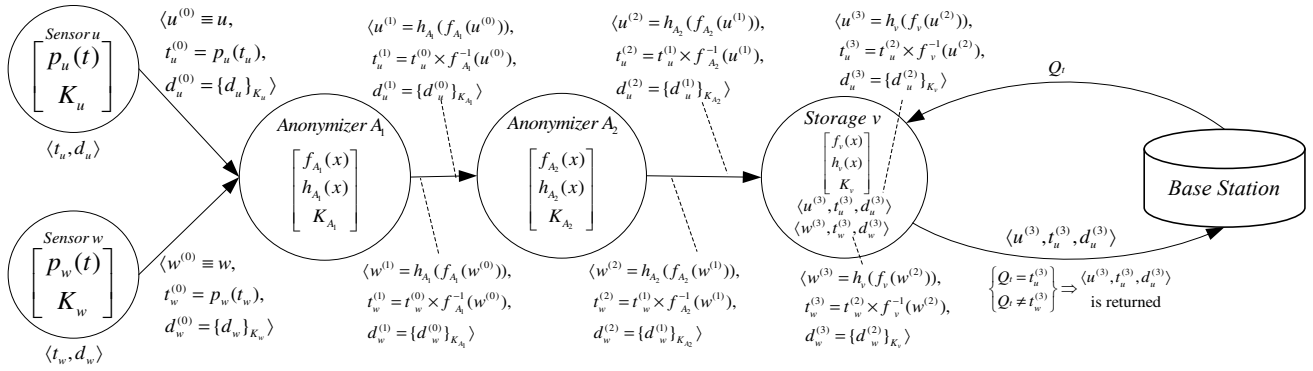 Sensor u
[p_u(t)
K_u]
⟨t_u, d_u⟩
⟨u^(0) ≡ u,
t_u^(0) = p_u(t_u),
d_u^(0) = {d_u}_{K_u}⟩
Sensor w
[p_w(t)
K_w]
⟨t_w, d_w⟩
⟨w^(0) ≡ w,
t_w^(0) = p_w(t_w),
d_w^(0) = {d_w}_{K_w}⟩
Anonymizer A_1
[f_{A_1}(x)
h_{A_1}(x)
K_{A_1}]
⟨u^(1) = h_{A_1}(f_{A_1}(u^(0))),
t_u^(1) = t_u^(0) × f_{A_1}^{-1}(u^(0)),
d_u^(1) = {d_u^(0)}_{K_{A_1}}⟩
⟨w^(1) = h_{A_1}(f_{A_1}(w^(0))),
t_w^(1) = t_w^(0) × f_{A_1}^{-1}(w^(0)),
d_w^(1) = {d_w^(0)}_{K_{A_1}}⟩
Anonymizer A_2
[f_{A_2}(x)
h_{A_2}(x)
K_{A_2}]
⟨u^(2) = h_{A_2}(f_{A_2}(u^(1))),
t_u^(2) = t_u^(1) × f_{A_2}^{-1}(u^(1)),
d_u^(2) = {d_u^(1)}_{K_{A2}}⟩
⟨w^(2) = h_{A_2}(f_{A_2}(w^(1))),
t_w^(2) = t_w^(1) × f_{A_2}^{-1}(w^(1)),
d_w^(2) = {d_w^(1)}_{K_{A2}}⟩
Storage v
[f_v(x)
h_v(x)
K_v]
⟨u^(3), t_u^(3), d_u^(3)⟩
⟨w^(3), t_w^(3), d_w^(3)⟩
⟨u^(3) = h_v(f_v(u^(2))),
t_u^(3) = t_u^(2) × f_v^{-1}(u^(2)),
d_u^(3) = {d_u^(2)}_{K_v}⟩
⟨w^(3) = h_v(f_v(w^(2))),
t_w^(3) = t_w^(2) × f_v^{-1}(w^(2)),
d_w^(3) = {d_w^(2)}_{K_v}⟩
Q_t
Base Station
⟨u^(3), t_u^(3), d_u^(3)⟩
{Q_t = t_u^(3)
Q_t ≠ t_w^(3)} ⇒ ⟨u^(3), t_u^(3), d_u^(3)⟩
is returned